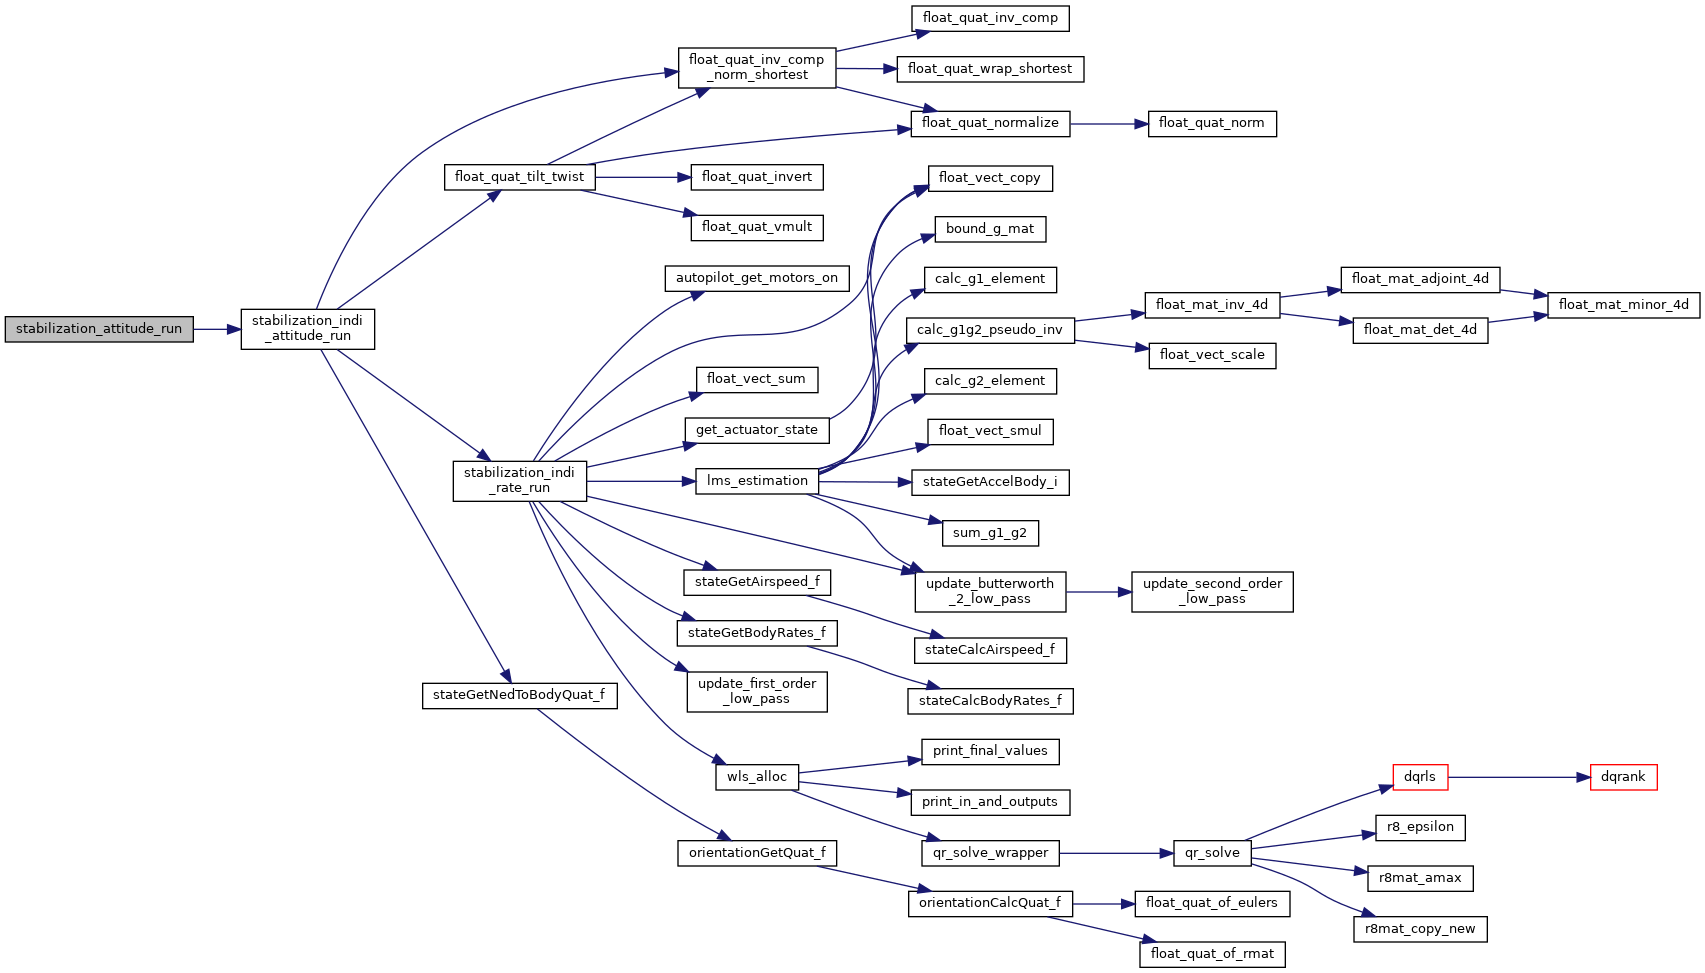 stabilization_attitude_run
stabilization_indi
_attitude_run
float_quat_inv_comp
_norm_shortest
float_quat_inv_comp
float_quat_wrap_shortest
float_quat_normalize
float_quat_norm
float_quat_tilt_twist
float_quat_invert
float_quat_vmult
stabilization_indi
_rate_run
autopilot_get_motors_on
float_vect_copy
float_vect_sum
get_actuator_state
lms_estimation
bound_g_mat
calc_g1_element
calc_g1g2_pseudo_inv
float_mat_inv_4d
float_mat_adjoint_4d
float_mat_minor_4d
float_mat_det_4d
float_vect_scale
calc_g2_element
float_vect_smul
stateGetAccelBody_i
sum_g1_g2
update_butterworth
_2_low_pass
update_second_order
_low_pass
stateGetAirspeed_f
stateCalcAirspeed_f
stateGetBodyRates_f
stateCalcBodyRates_f
update_first_order
_low_pass
wls_alloc
print_final_values
print_in_and_outputs
qr_solve_wrapper
qr_solve
dqrls
dqrank
r8_epsilon
r8mat_amax
r8mat_copy_new
stateGetNedToBodyQuat_f
orientationGetQuat_f
orientationCalcQuat_f
float_quat_of_eulers
float_quat_of_rmat